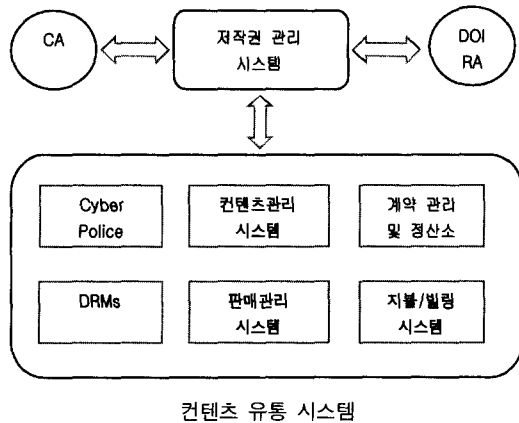 CA
저작권 관리
시스템
DOI
RA
Cyber
Police
컨텐츠관리
시스템
계약 관리
및 정산소
DRMs
판매관리
시스템
지불/빌링
시스템
컨텐츠 유통 시스템